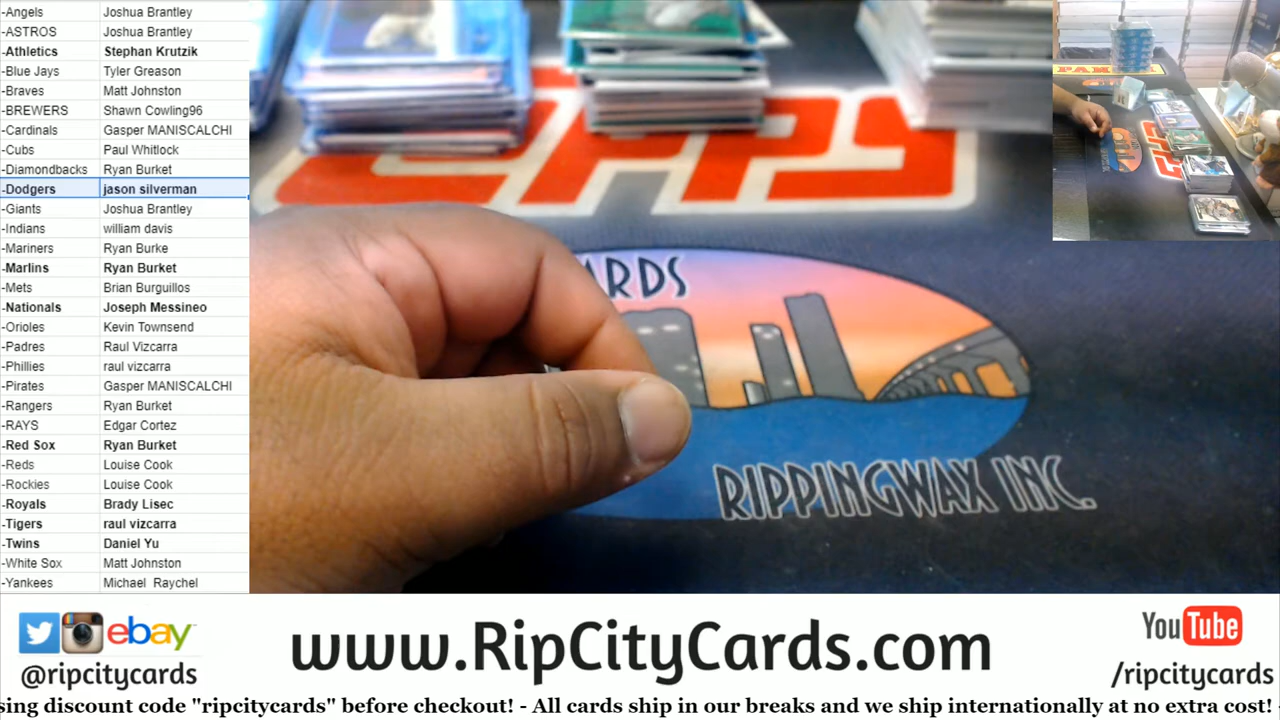 -Angels Joshua Brantley
-ASTROS Joshua Brantley
-Athletics Stephan Krutzik
-Blue Jays Tyler Greason
-Braves Matt Johnston
-BREWERS Shawn Cowling96
-Cardinals Gasper MANISCALCHI
-Cubs Paul Whitlock
-Diamondbacks Ryan Burket
-Dodgers jason silverman
-Giants Joshua Brantley
-Indians william davis
-Mariners Ryan Burke
-Marlins Ryan Burket
-Mets Brian Burguillos
-Nationals Joseph Messineo
-Orioles Kevin Townsend
-Padres Raul Vizcarra
-Phillies raul vizcarra
-Pirates Gasper MANISCALCHI
-Rangers Ryan Burket
-RAYS Edgar Cortez
-Red Sox Ryan Burket
-Reds Louise Cook
-Rockies Louise Cook
-Royals Brady Lisec
-Tigers raul vizcarra
-Twins Daniel Yu
-White Sox Matt Johnston
-Yankees Michael Raychel
ARDS
RIPPINGWAX INC.
ebay
@ripcitycards
www.RipCityCards.com
YouTube
/ripcitycards
sing discount code "ripcitycards" before checkout! - All cards ship in our breaks and we ship internationally at no extra cost! -